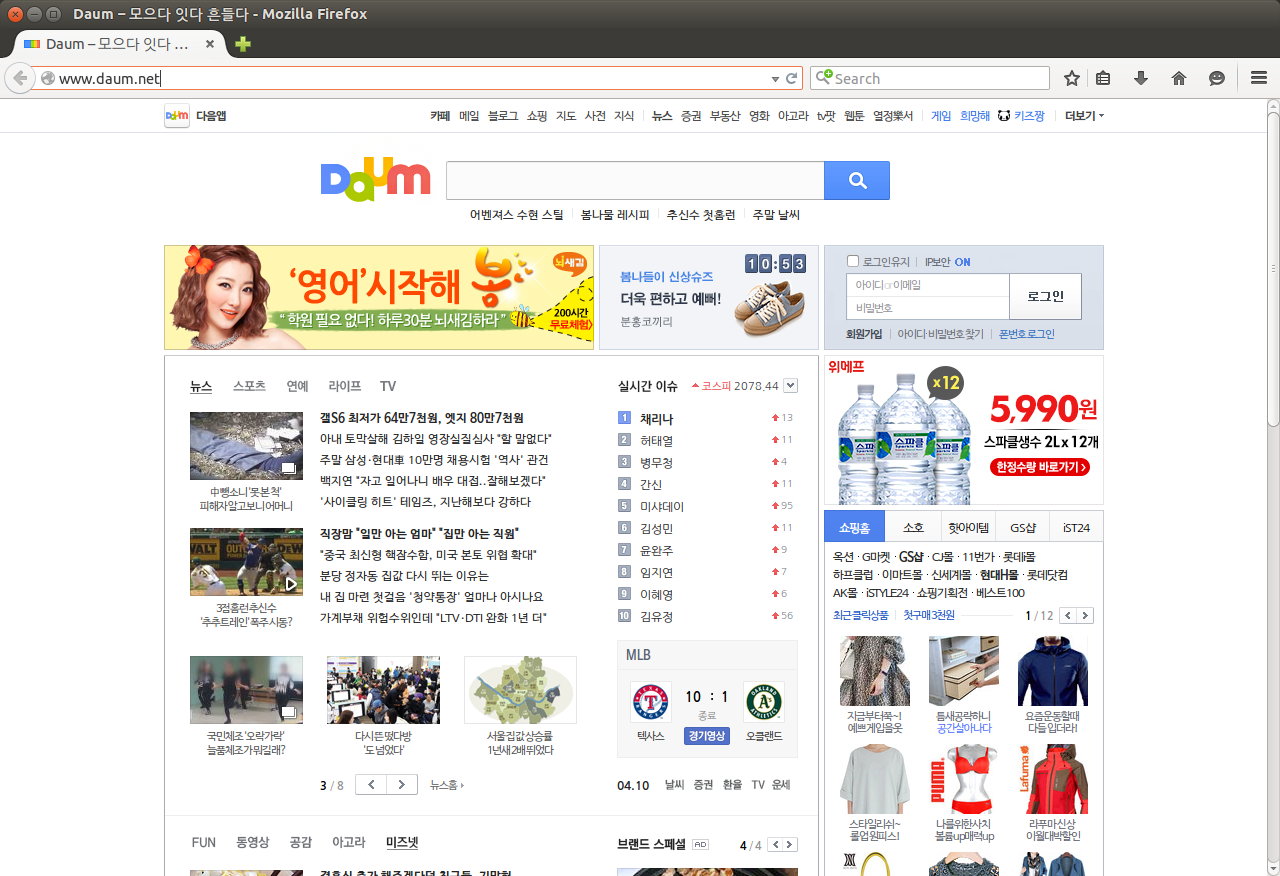 Daum – 모으다 잇다 흔들다 - Mozilla Firefox
Daum – 모으다 잇다 ...
www.daum.net
Search
Daum 다음앱
카페 메일 블로그 쇼핑 지도 사전 지식 뉴스 증권 부동산 영화 아고라 tv팟 웹툰 열정樂서 게임 희망해 키즈짱 더보기
Daum
어벤져스 수현 스틸 봄나물 레시피 추신수 첫홈런 주말 날씨
'영어'시작해 봄
뇌새김
"학원 필요 없다! 하루30분 뇌새김하라"
200시간
무료체험>
10:53
봄나들이 신상슈즈
더욱 편하고 예뻐!
분홍코끼리
로그인유지 IP보안 ON
아이디☞이메일
비밀번호
로그인
회원가입 아이디·비밀번호 찾기 폰번호로그인
뉴스 스포츠 연예 라이프 TV
갤S6 최저가 64만7천원, 엣지 80만7천원
아내 토막살해 김하일 영장실질심사 "할 말없다"
주말 삼성·현대車 10만명 채용시험 '역사' 관건
백지연 "자고 일어나니 배우 대접..잘해보겠다"
'사이클링 히트' 테임즈, 지난해보다 강하다
中뺑소니 '못본 척'
피해자 알고보니 어머니
직장맘 "일만 아는 엄마" "집만 아는 직원"
"중국 최신형 핵잠수함, 미국 본토 위협 확대"
분당 정자동 집값 다시 뛰는 이유는
내 집 마련 첫걸음 '청약통장' 얼마나 아시나요
가계부채 위험수위인데 "LTV·DTI 완화 1년 더"
3점홈런 추신수
'추추트레인' 폭주 시동?
국민체조 '오락가락'
늘품체조가 뭐길래?
다시 뜬 떴다방
'도 넘었다'
서울 집값 상승률
1년새 2배 뛰었다
3 / 8 뉴스홈
실시간 이슈 코스피 2078.44
1 채리나 13
2 허태열 11
3 병무청 4
4 간신 11
5 미샤데이 95
6 김성민 11
7 윤완주 9
8 임지연 7
9 이혜영 6
10 김유정 56
MLB
10 : 1
종료
텍사스 경기영상 오클랜드
04.10 날씨 증권 환율 TV 운세
위메프
x12
5,990원
스파클
Sparkle
스파클생수 2L x 12개
한정수량 바로가기 >
쇼핑홈 소호 핫아이템 GS샵 iST24
옥션 · G마켓 · GS샵 · CJ몰 · 11번가 · 롯데i몰
하프클럽 · 이마트몰 · 신세계몰 · 현대H몰 · 롯데닷컴
AK몰 · iSTYLE24 · 쇼핑기획전 · 베스트100
최근 클릭상품 첫구매 3천원 1 / 12
지금부터쭉~!
예쁘게입을옷
틈새공략하니
공간살아나다
요즘운동할때
다들입더라!
PUMA
Lafuma
스타일리쉬~
롤업원피스!
나를위한사치
볼륨up매력up
라푸마신상
이월대박할인
FUN 동영상 공감 아고라 미즈넷
브랜드 스페셜 AD 4 / 4